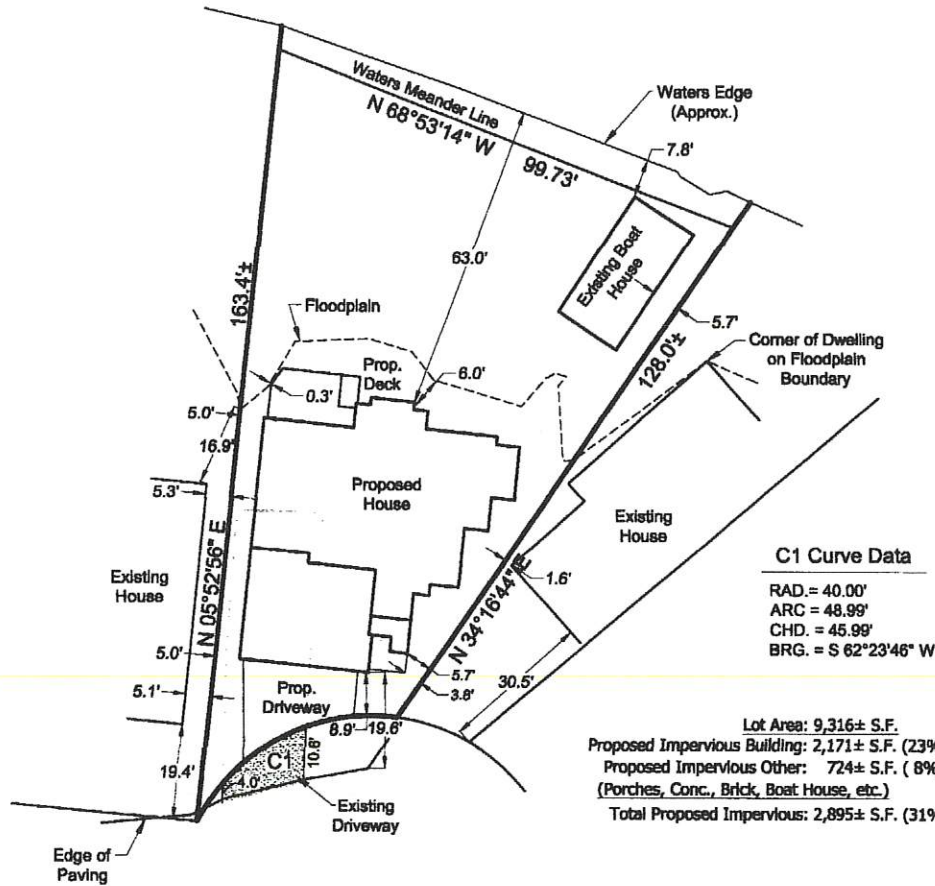 Waters Meander Line
N 68°53'14" W
99.73'
Waters Edge
(Approx.)
7.8'
63.0'
Existing Boat
House
163.4'±
Floodplain
5.7'
128.0'±
Corner of Dwelling
on Floodplain
Boundary
Prop.
Deck
6.0'
0.3'
5.0'
16.9'
5.3'
Proposed
House
Existing
House
N 05°52'56" E
Existing
House
1.6'
N 34°16'44" E
C1 Curve Data
RAD.= 40.00'
ARC = 48.99'
CHD. = 45.99'
BRG. = S 62°23'46" W
5.0'
5.1'
5.7'
3.8'
30.5'
Prop.
Driveway
8.9'
19.6'
19.4'
C1
10.6'
4.0'
Existing
Driveway
Edge of
Paving
Lot Area: 9,316± S.F.
Proposed Impervious Building: 2,171± S.F. (23%
Proposed Impervious Other: 724± S.F. ( 8%
(Porches, Conc., Brick, Boat House, etc.)
Total Proposed Impervious: 2,895± S.F. (31%